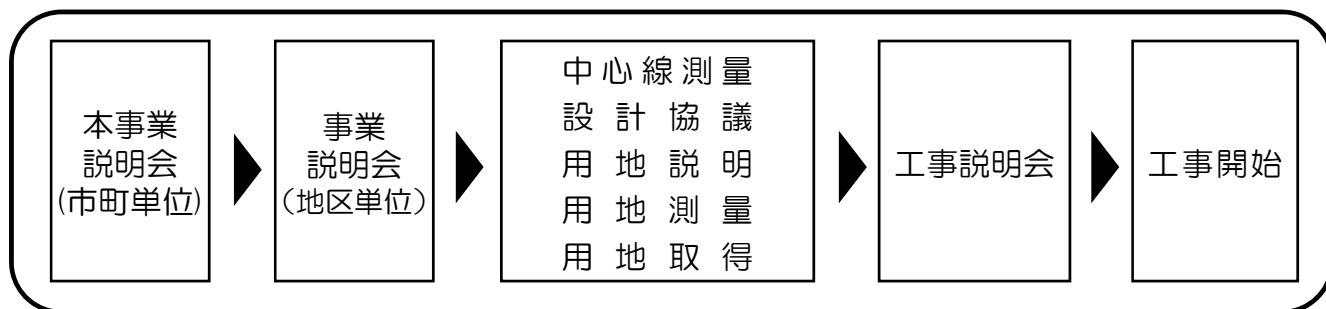 本事業
説明会
(市町単位)
事業
説明会
(地区単位)
中心線測量
設計協議
用地説明
用地測量
用地取得
工事説明会
工事開始